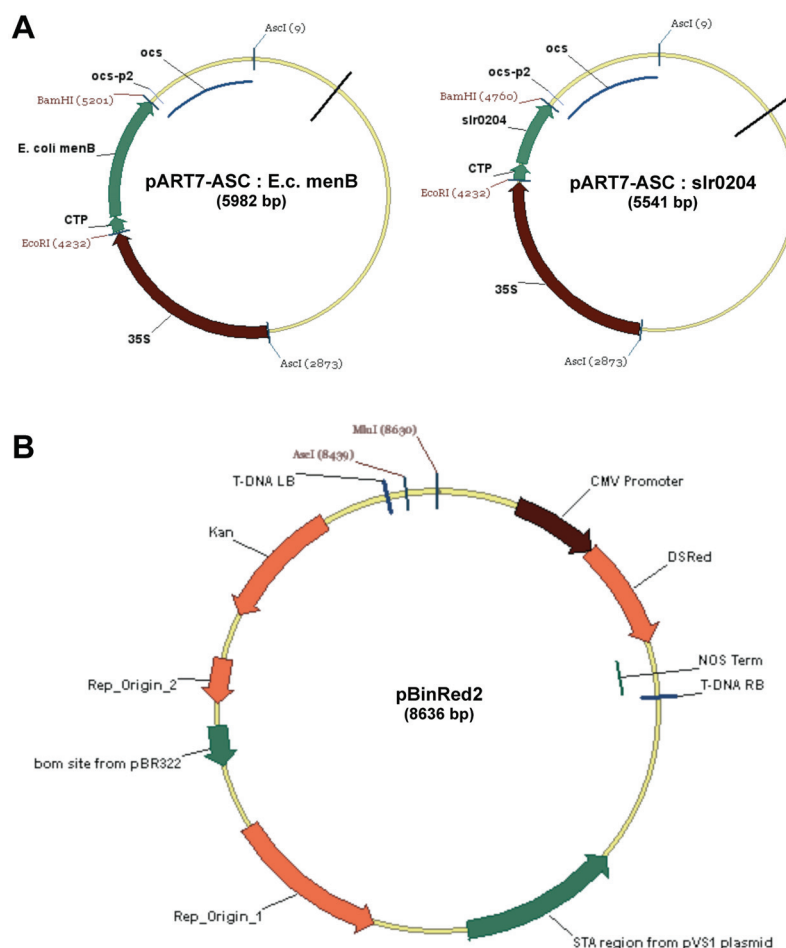 A
AscI (9)
ocs
ocs-p2
BamHI (5201)
E. coli menB
pART7-ASC : E.c. menB
(5982 bp)
CTP
EcoRI (4232)
35S
AscI (2873)
AscI (9)
ocs
ocs-p2
BamHI (4760)
slr0204
pART7-ASC : slr0204
(5541 bp)
CTP
EcoRI (4232)
35S
AscI (2873)
B
MluI (8630)
AscI (8439)
T-DNA LB
CMV Promoter
Kan
DSRed
NOS Term
T-DNA RB
Rep_Origin_2
pBinRed2
(8636 bp)
bom site from pBR322
Rep_Origin_1
STA region from pVS1 plasmid